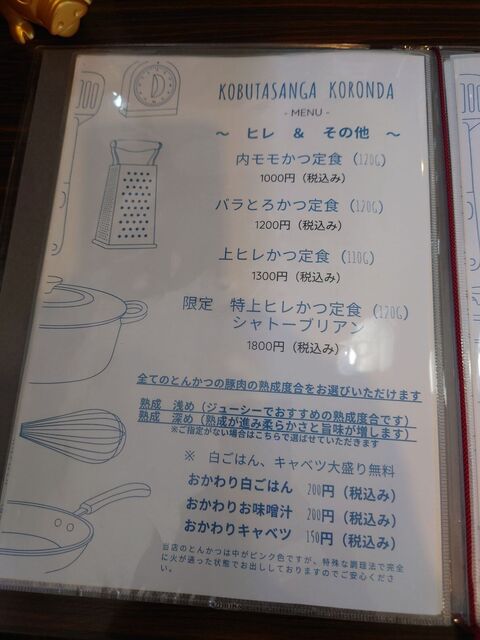 KOBUTASANGA KORONDA
- MENU -
～ ヒレ & その他 ～
内モモかつ定食 (120G)
1000円 (税込み)
バラとろかつ定食 (120G)
1200円 (税込み)
上ヒレかつ定食 (110G)
1300円 (税込み)
限定 特上ヒレかつ定食 (120G)
シャトーブリアン
1800円 (税込み)
全てのとんかつの豚肉の熟成度合をお選びいただけます
熟成 浅め (ジューシーでおすすめの熟成度合です)
熟成 深め (熟成が進み柔らかさと旨味が増します)
※ご指定がない場合はこちらで選ばせていただきます
※ 白ごはん、キャベツ大盛り無料
おかわり白ごはん 200円 (税込み)
おかわりお味噌汁 200円 (税込み)
おかわりキャベツ 150円 (税込み)
当店のとんかつは中がピンク色ですが、特殊な調理法で完全
に火が通った状態でお出ししておりますのでご安心くださ
い。